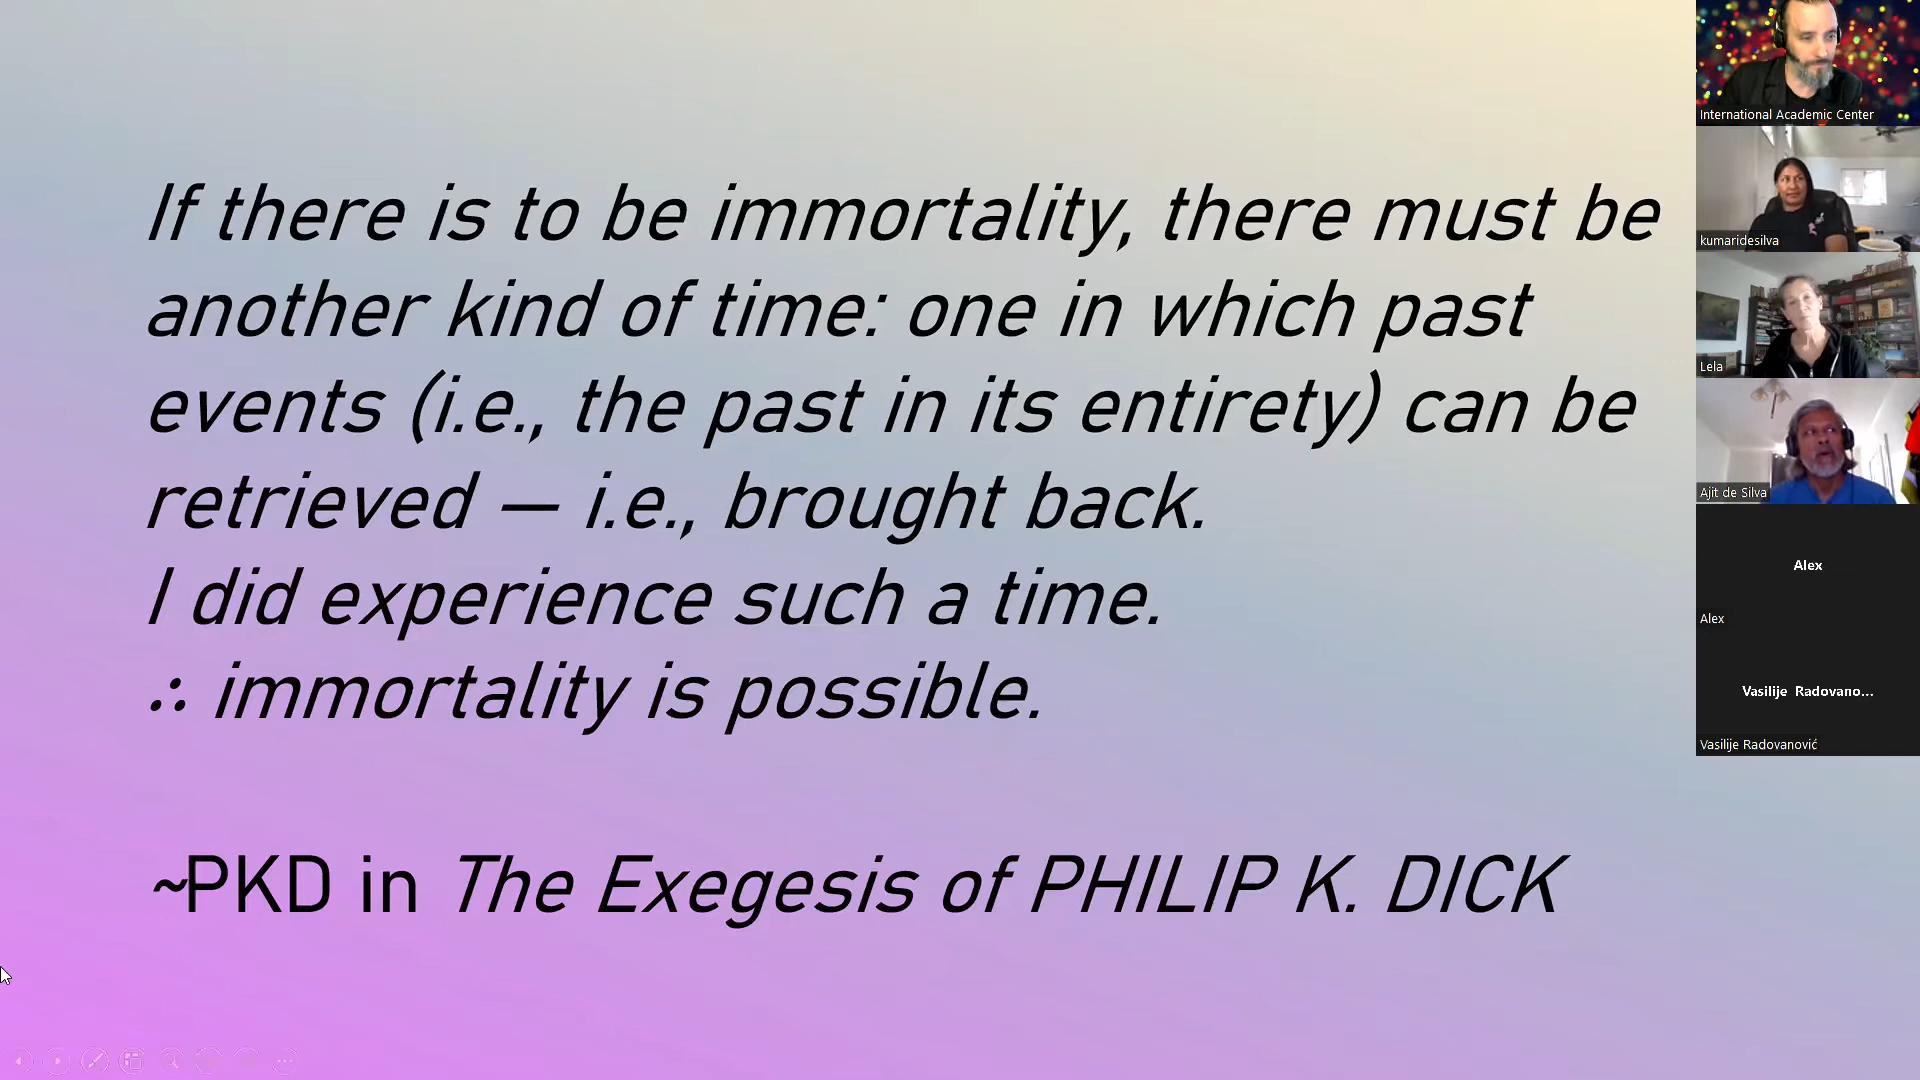 If there is to be immortality, there must be
another kind of time: one in which past
events (i.e., the past in its entirety) can be
retrieved — i.e., brought back.
I did experience such a time.
∴ immortality is possible.
~PKD in The Exegesis of PHILIP K. DICK
International Academic Center
kumaridesilva
Lela
Ajit de Silva
Alex
Alex
Vasilije Radovano...
Vasilije Radovanović